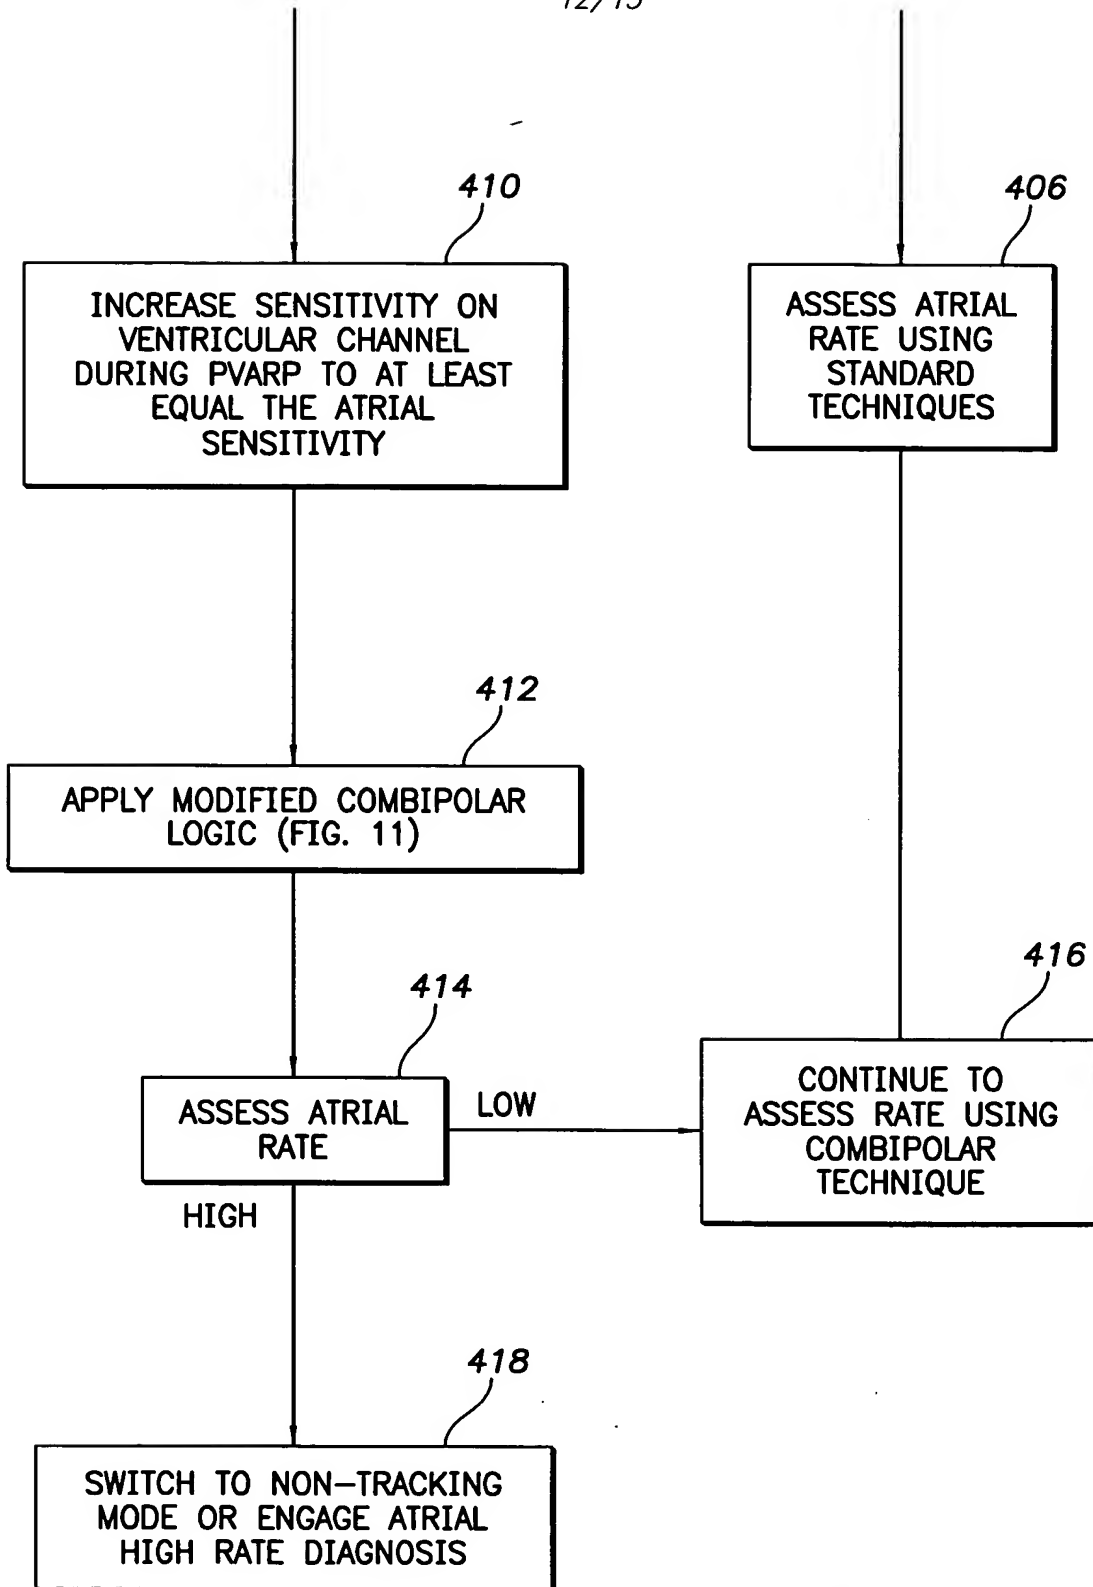 12/15
410
INCREASE SENSITIVITY ON
VENTRICULAR CHANNEL
DURING PVARP TO AT LEAST
EQUAL THE ATRIAL
SENSITIVITY
406
ASSESS ATRIAL
RATE USING
STANDARD
TECHNIQUES
412
APPLY MODIFIED COMBIPOLAR
LOGIC (FIG. 11)
414
ASSESS ATRIAL
RATE
LOW
HIGH
416
CONTINUE TO
ASSESS RATE USING
COMBIPOLAR
TECHNIQUE
418
SWITCH TO NON-TRACKING
MODE OR ENGAGE ATRIAL
HIGH RATE DIAGNOSIS